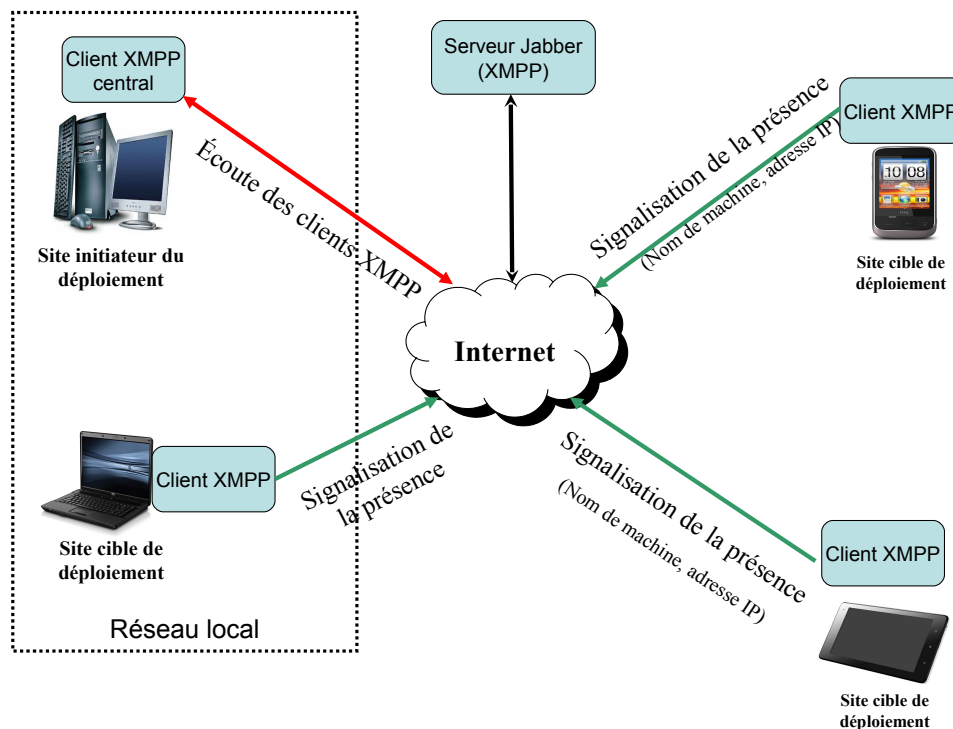 Client XMPP
central
Serveur Jabber
(XMPP)
Client XMPP
Écoute des clients XMPP
Signalisation de la présence
(Nom de machine, adresse IP)
10 08
Site initiateur du
déploiement
Site cible de
déploiement
Internet
Client XMPP
Signalisation de
la présence
Signalisation de la présence
(Nom de machine, adresse IP)
Site cible de
déploiement
Client XMPP
Réseau local
Site cible de
déploiement